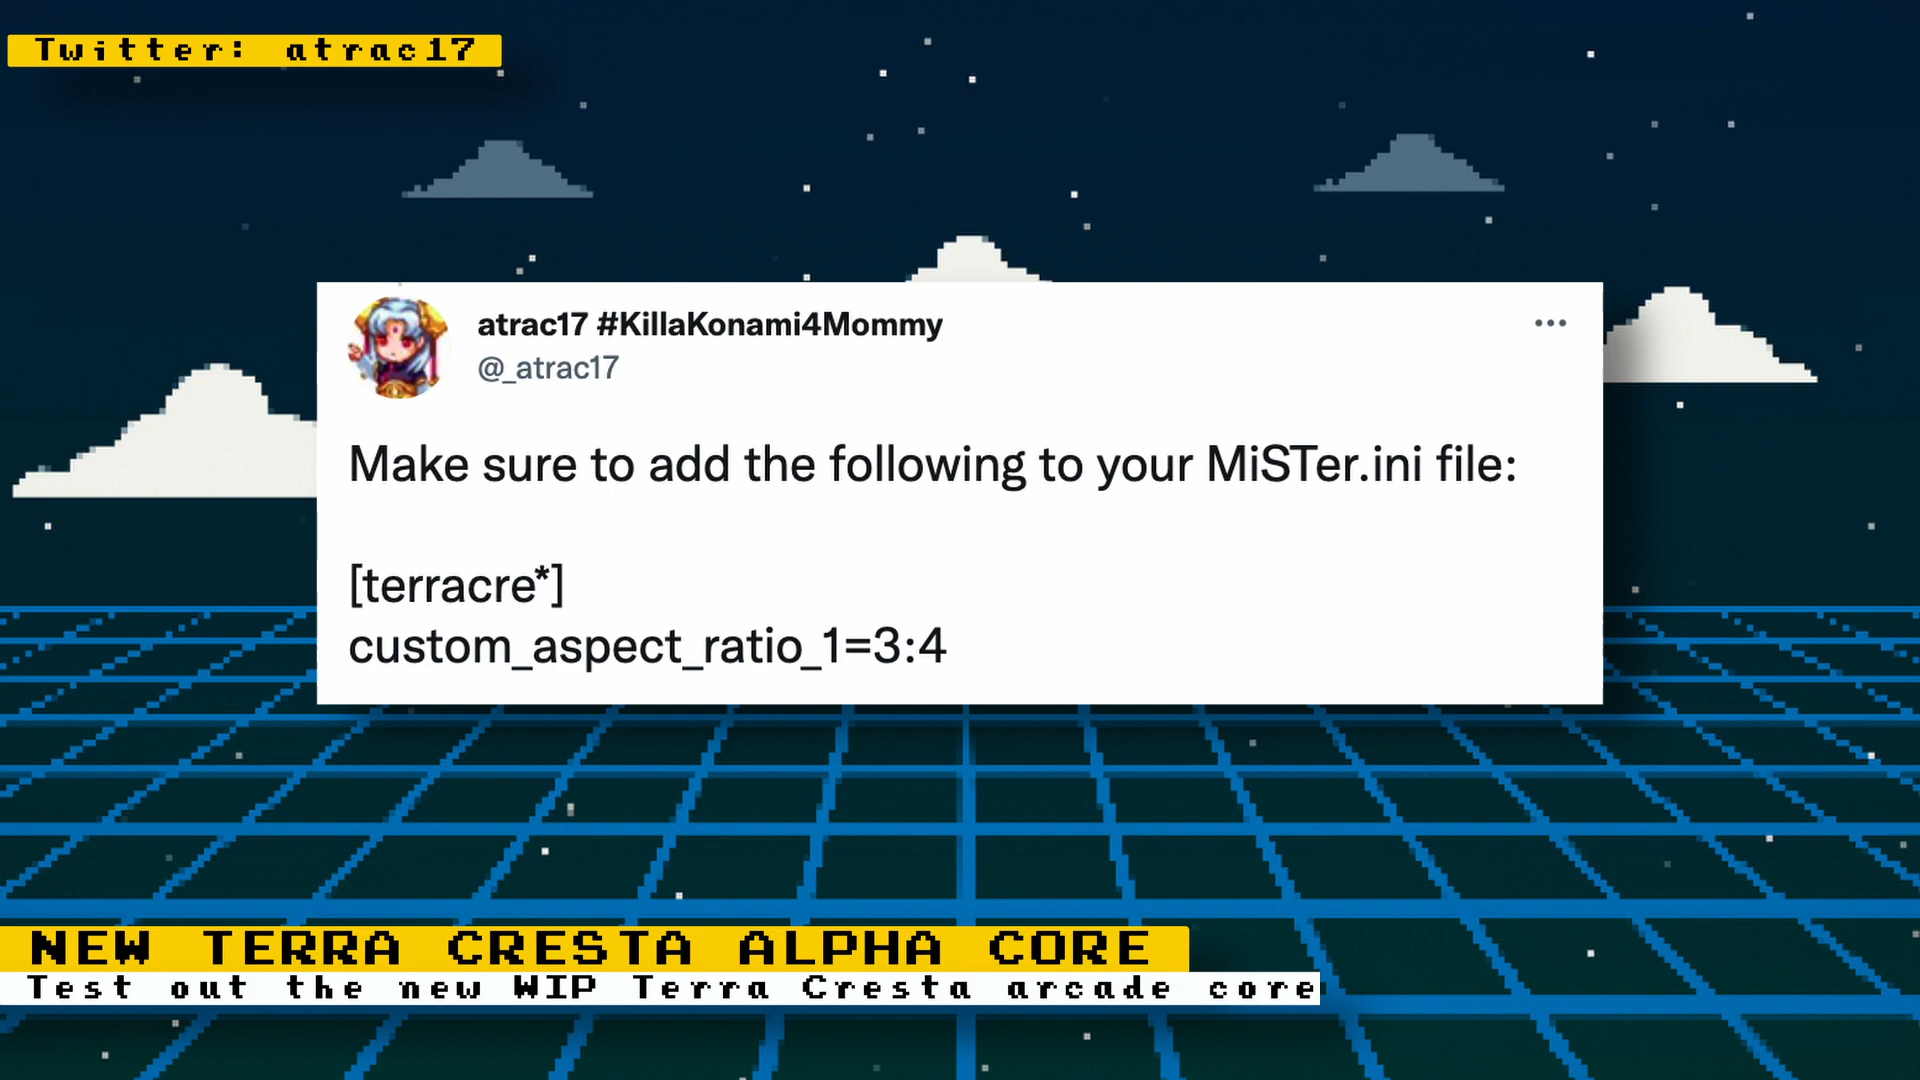 Twitter: atrac17
atrac17 #KillaKonami4Mommy
@_atrac17
Make sure to add the following to your MiSTer.ini file:
[terracre*]
custom_aspect_ratio_1=3:4
NEW TERRA CRESTA ALPHA CORE
Test out the new WIP Terra Cresta arcade core